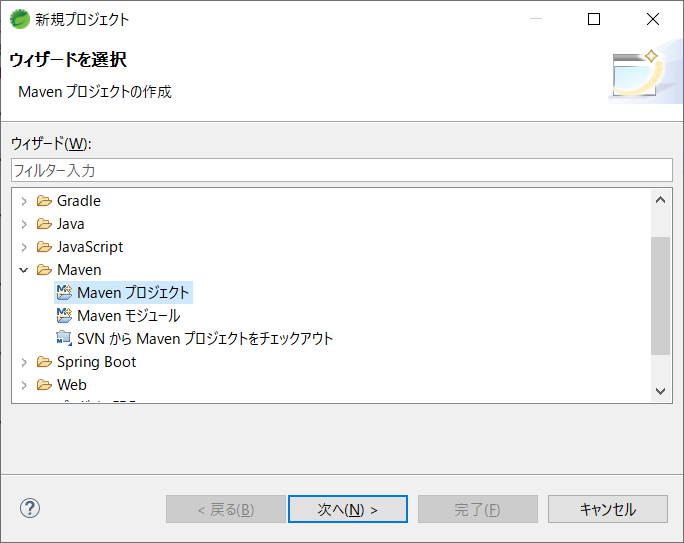 新規プロジェクト
ウィザードを選択
Maven プロジェクトの作成
ウィザード(W):
フィルター入力
Gradle
Java
JavaScript
Maven
Maven プロジェクト
Maven モジュール
SVN から Maven プロジェクトをチェックアウト
Spring Boot
Web
< 戻る(B)
次へ(N) >
完了(F)
キャンセル